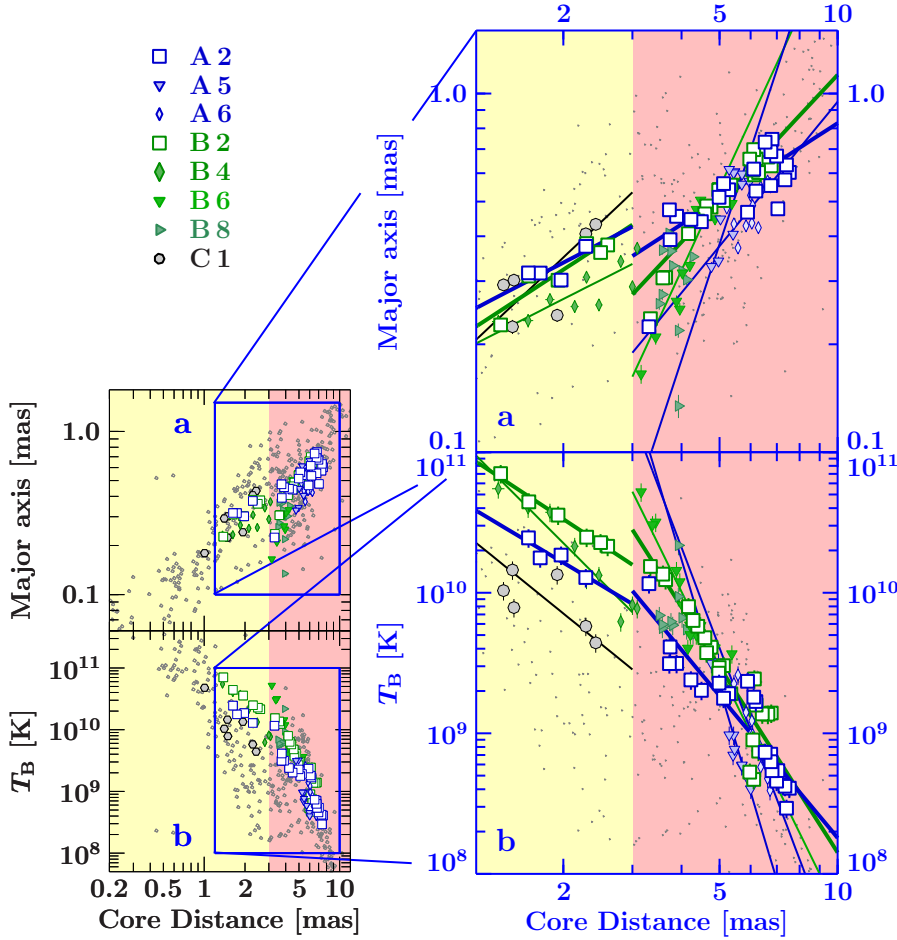 A 2
A 5
A 6
B 2
B 4
B 6
B 8
C 1
2 5 10
Major axis [mas]
1.0 1.0
0.1 0.1
a
Major axis [mas]
1.0
0.1
a
T_B [K]
10^11
10^10
10^9
10^8
b
0.2 1 2 5 10
Core Distance [mas]
T_B [K]
10^11 10^11
10^10 10^10
10^9 10^9
10^8 10^8
b
2 5 10
Core Distance [mas]